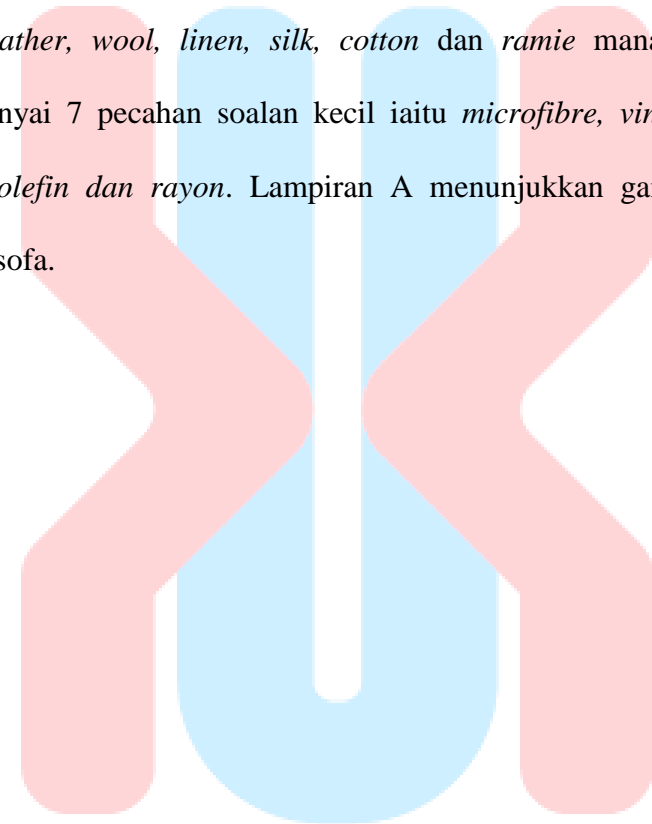 ather, wool, linen, silk, cotton dan ramie mana
nyai 7 pecahan soalan kecil iaitu microfibre, vin
olefin dan rayon. Lampiran A menunjukkan gam
sofa.